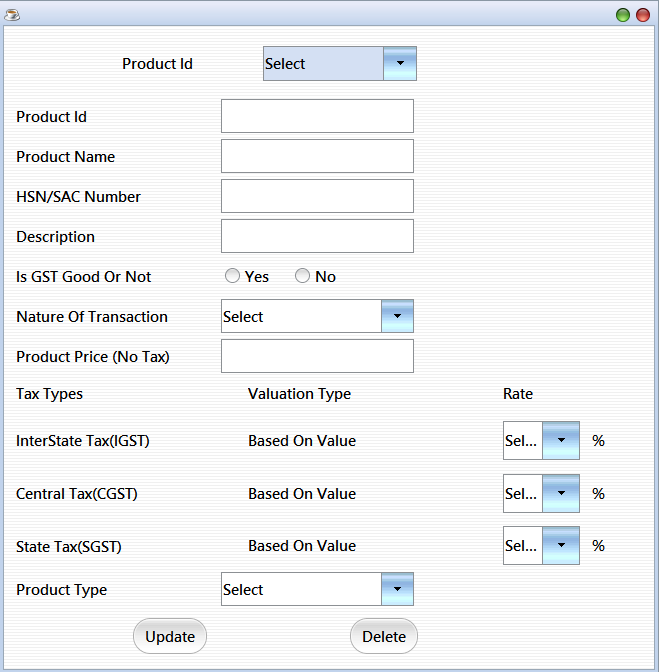 Product Id Select
Product Id
Product Name
HSN/SAC Number
Description
Is GST Good Or Not Yes No
Nature Of Transaction Select
Product Price (No Tax)
Tax Types Valuation Type Rate
InterState Tax(IGST) Based On Value Sel... %
Central Tax(CGST) Based On Value Sel... %
State Tax(SGST) Based On Value Sel... %
Product Type Select
Update Delete